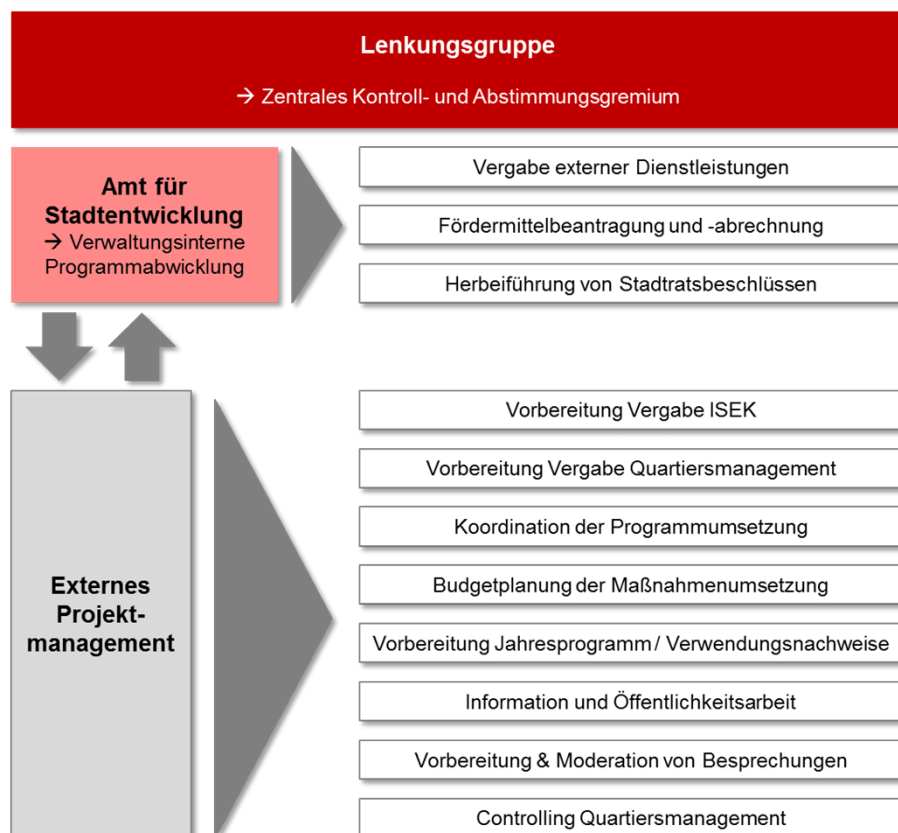 Lenkungsgruppe
→ Zentrales Kontroll- und Abstimmungsgremium
Amt für
Stadtentwicklung
→ Verwaltungsinterne
Programmabwicklung
Vergabe externer Dienstleistungen
Fördermittelbeantragung und -abrechnung
Herbeiführung von Stadtratsbeschlüssen
Externes
Projekt-
management
Vorbereitung Vergabe ISEK
Vorbereitung Vergabe Quartiersmanagement
Koordination der Programmumsetzung
Budgetplanung der Maßnahmenumsetzung
Vorbereitung Jahresprogramm / Verwendungsnachweise
Information und Öffentlichkeitsarbeit
Vorbereitung & Moderation von Besprechungen
Controlling Quartiersmanagement